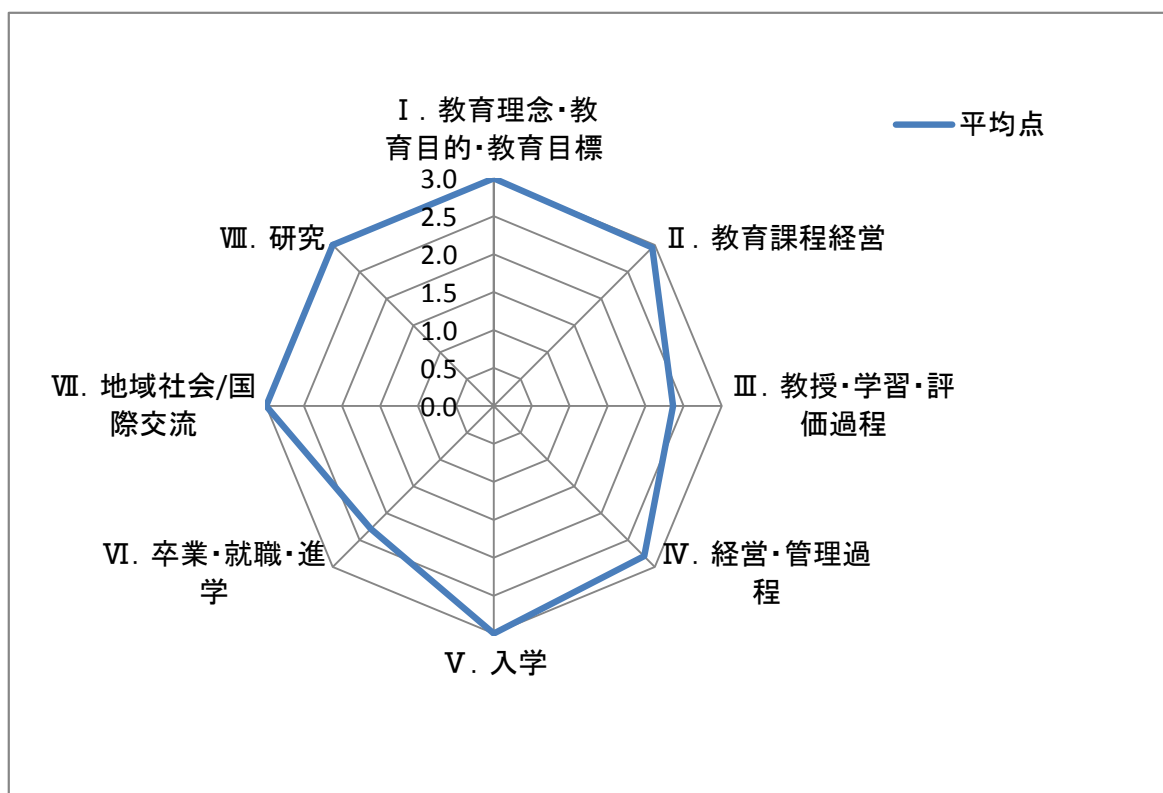 Ⅰ．教育理念・教
育目的・教育目標
平均点
3.0
2.5
2.0
1.5
1.0
0.5
0.0
Ⅱ．教育課程経営
Ⅲ．教授・学習・評
価過程
Ⅳ．経営・管理過
程
Ⅴ．入学
Ⅵ．卒業・就職・進
学
Ⅶ．地域社会/国
際交流
Ⅷ．研究